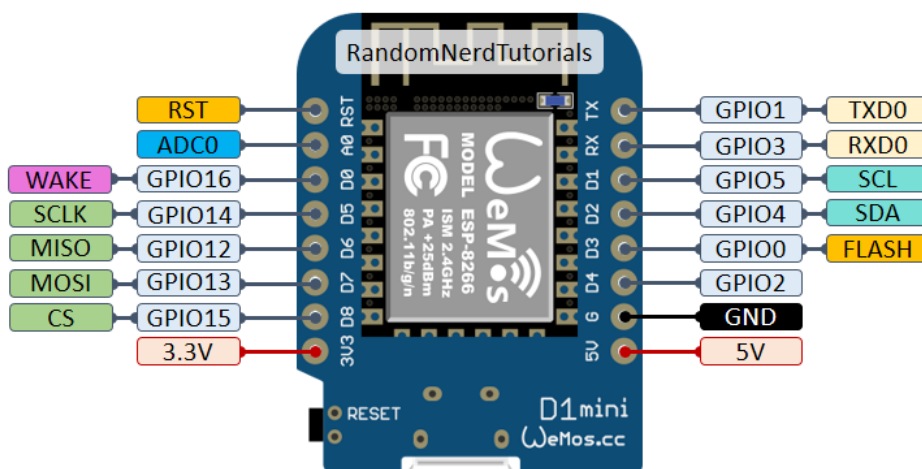 RandomNerdTutorials
RST RST TX GPIO1 TXD0
ADC0 A0 RX GPIO3 RXD0
WAKE GPIO16 D0 D1 GPIO5 SCL
SCLK GPIO14 D5 D2 GPIO4 SDA
MISO GPIO12 D6 D3 GPIO0 FLASH
MOSI GPIO13 D7 D4 GPIO2
CS GPIO15 D8 G GND
3.3V 3V3 5V 5V
WeMos
MODEL ESP-8266
ISM 2.4GHz
PA +25dBm
802.11b/g/n
FC
RESET
D1mini
WeMos.cc